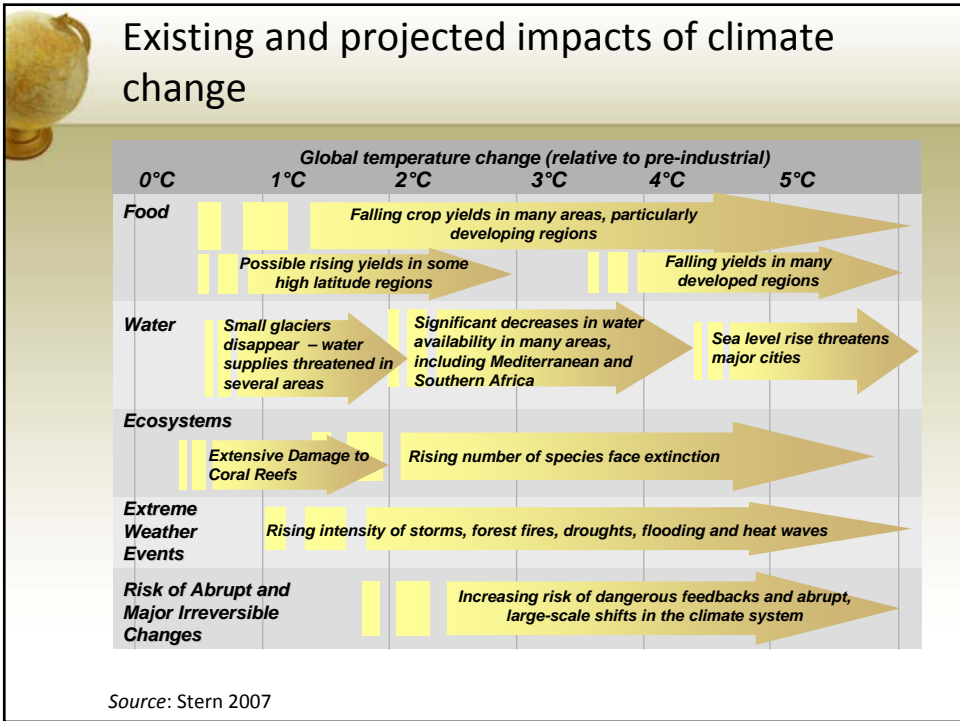 Existing and projected impacts of climate
change
Global temperature change (relative to pre-industrial)
0°C 1°C 2°C 3°C 4°C 5°C
Food
Falling crop yields in many areas, particularly
developing regions
Possible rising yields in some
high latitude regions
Falling yields in many
developed regions
Water
Small glaciers
disappear – water
supplies threatened in
several areas
Significant decreases in water
availability in many areas,
including Mediterranean and
Southern Africa
Sea level rise threatens
major cities
Ecosystems
Extensive Damage to
Coral Reefs
Rising number of species face extinction
Extreme
Weather
Events
Rising intensity of storms, forest fires, droughts, flooding and heat waves
Risk of Abrupt and
Major Irreversible
Changes
Increasing risk of dangerous feedbacks and abrupt,
large-scale shifts in the climate system
Source: Stern 2007